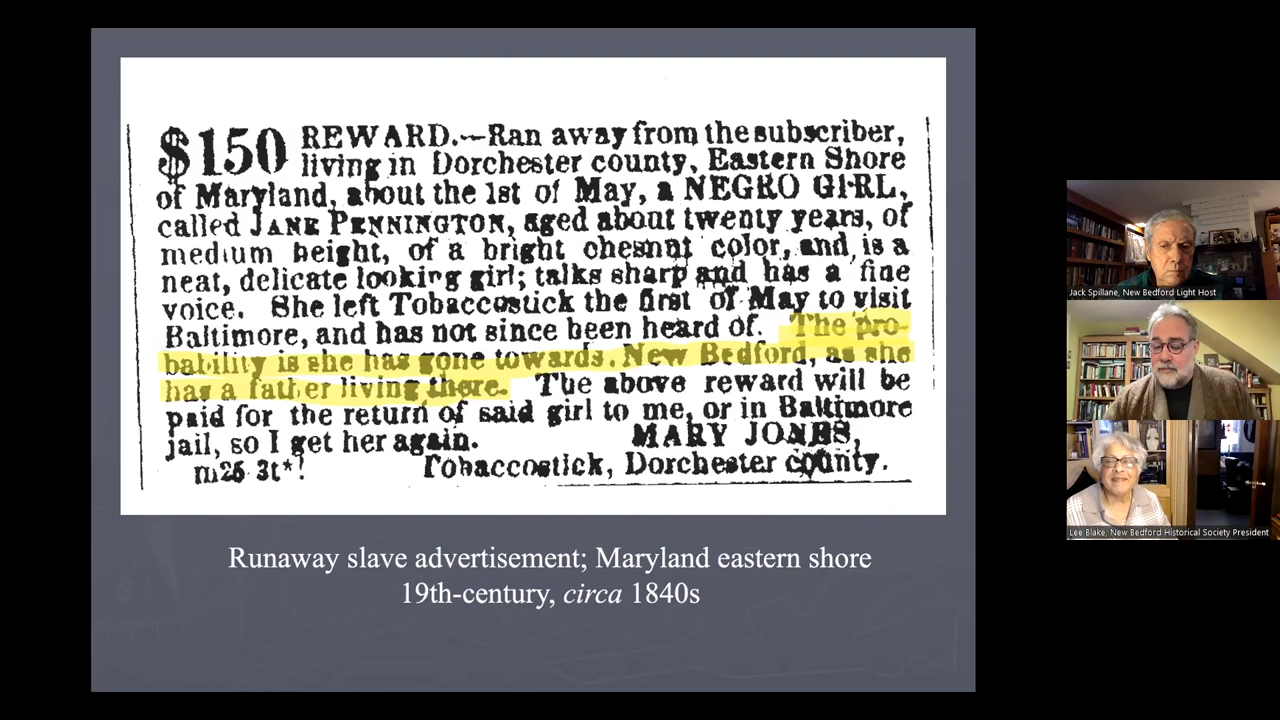 $150 REWARD.—Ran away from the subscriber,
living in Dorchester county, Eastern Shore
of Maryland, about the 1st of May, a NEGRO GIRL,
called JANE PENNINGTON, aged about twenty years, of
medium height, of a bright chesnut color, and is a
neat, delicate looking girl; talks sharp and has a fine
voice. She left Tobaccostick the first of May to visit
Baltimore, and has not since been heard of. The pro-
bability is she has gone towards New Bedford, as she
has a father living there. The above reward will be
paid for the return of said girl to me, or in Baltimore
jail, so I get her again. MARY JONES,
m25 3t*! Tobaccostick, Dorchester county.
Runaway slave advertisement; Maryland eastern shore
19th-century, circa 1840s
Jack Spillane, New Bedford Light Host
Lee Blake, New Bedford Historical Society President